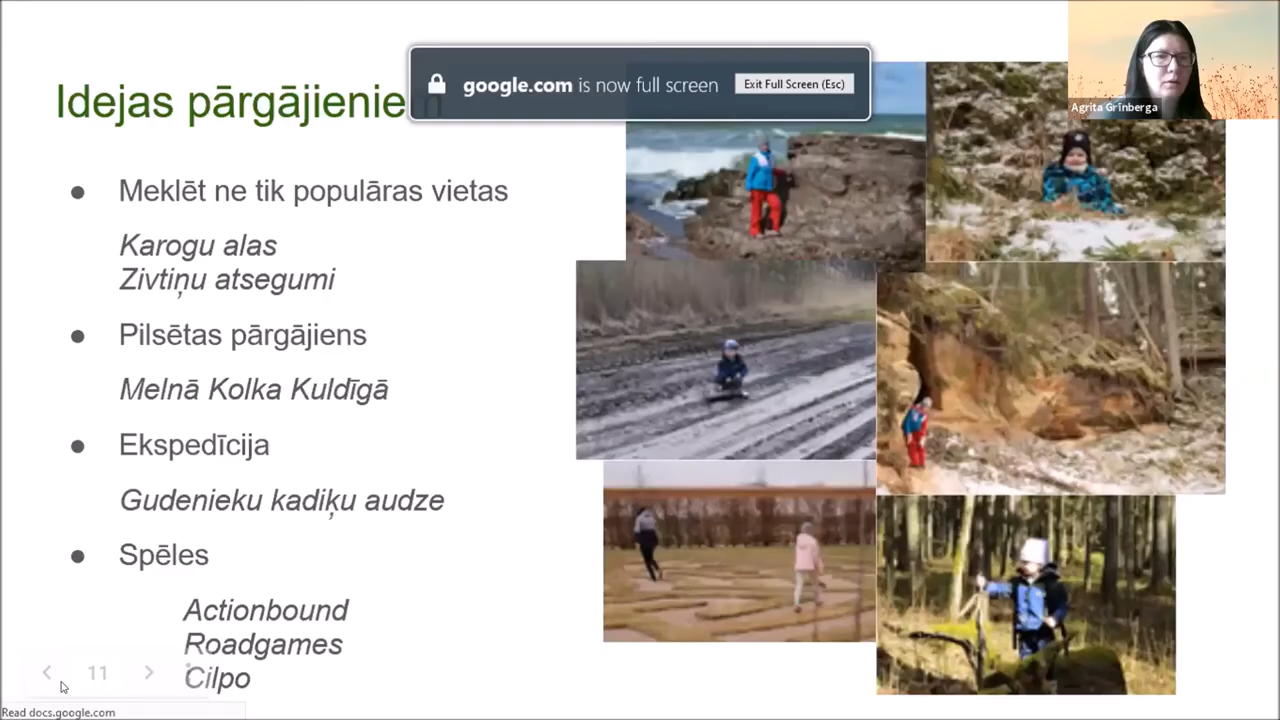 Idejas pārgājienie
google.com is now full screen
Exit Full Screen (Esc)
Agrita Grīnberga
● Meklēt ne tik populāras vietas
Karogu alas
Zivtiņu atsegumi
● Pilsētas pārgājiens
Melnā Kolka Kuldīgā
● Ekspedīcija
Gudenieku kadiķu audze
● Spēles
Actionbound
Roadgames
Cilpo
11
Read docs.google.com